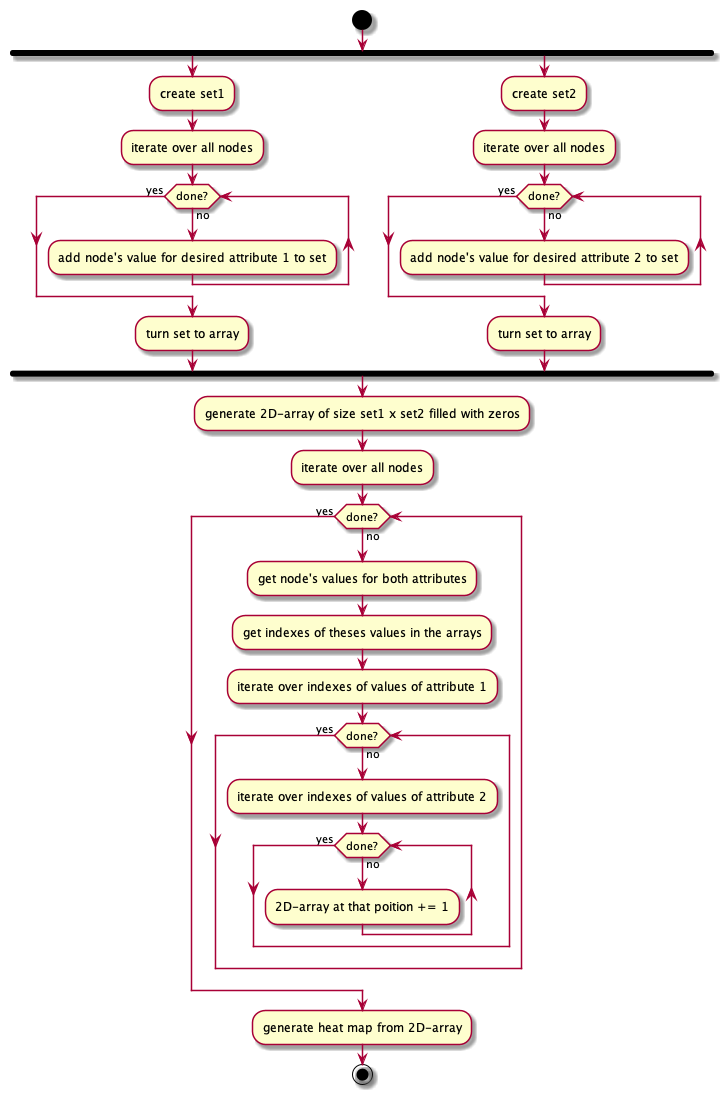 create set1
create set2
iterate over all nodes
iterate over all nodes
yes
done?
no
yes
done?
no
add node's value for desired attribute 1 to set
add node's value for desired attribute 2 to set
turn set to array
turn set to array
generate 2D-array of size set1 x set2 filled with zeros
iterate over all nodes
yes
done?
no
get node's values for both attributes
get indexes of theses values in the arrays
iterate over indexes of values of attribute 1
yes
done?
no
iterate over indexes of values of attribute 2
yes
done?
no
2D-array at that poition += 1
generate heat map from 2D-array